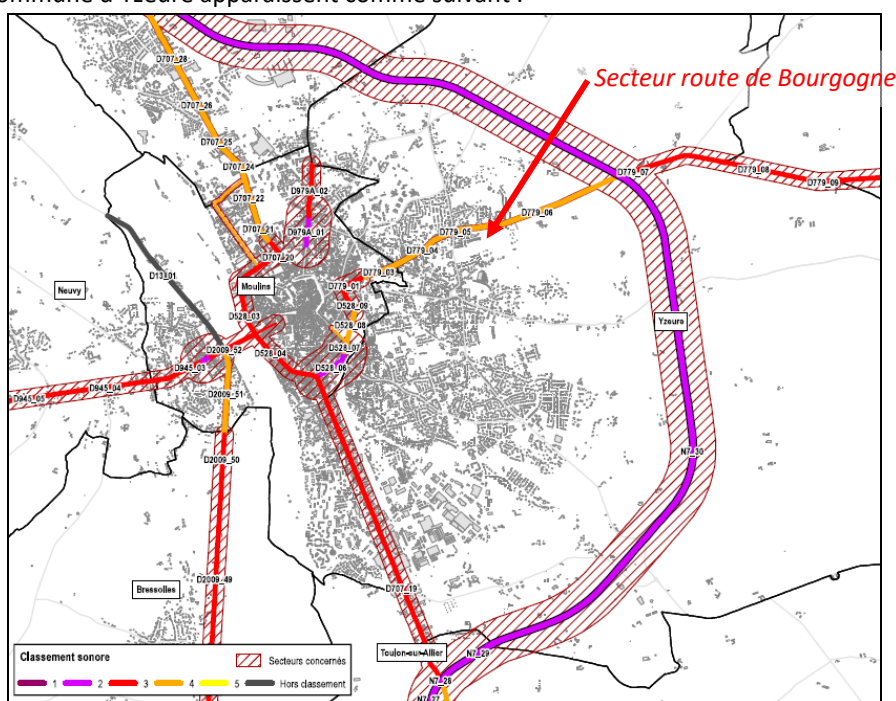 ommune d'Yzeure apparaissent comme suivant :
Secteur route de Bourgogne
D707_28
D707_26
D707_25
D707_24
D707_22
D979A_02
D707_21
D979A_01
D707_20
D779_07
D779_08
D779_09
D779_06
D779_05
D779_04
D779_03
D779_01
D13_01
Neuvy
Moulins
D528_03
D528_09
D528_08
D528_07
D528_06
D528_04
D2009_52
D945_03
D945_04
D945_05
D2009_51
D2009_50
D2009_49
Yzeure
N7_30
D707_19
Bressolles
Toulon-sur-Allier
N7_29
N7_28
N7_27
Classement sonore
Secteurs concernés
1 2 3 4 5 Hors classement